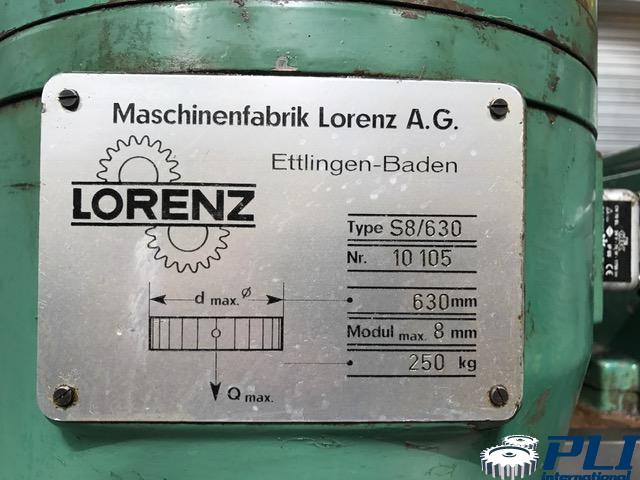 Maschinenfabrik Lorenz A.G.
Ettlingen-Baden
LORENZ
Type S8/630
Nr. 10 105
d max. ø
630mm
Modul max. 8 mm
250 kg
Q max.
PLI
international